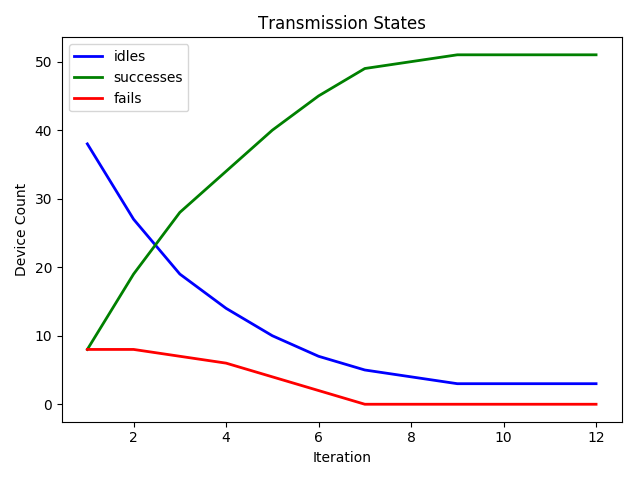 Transmission States
idles
successes
fails
Device Count
50
40
30
20
10
0
2 4 6 8 10 12
Iteration